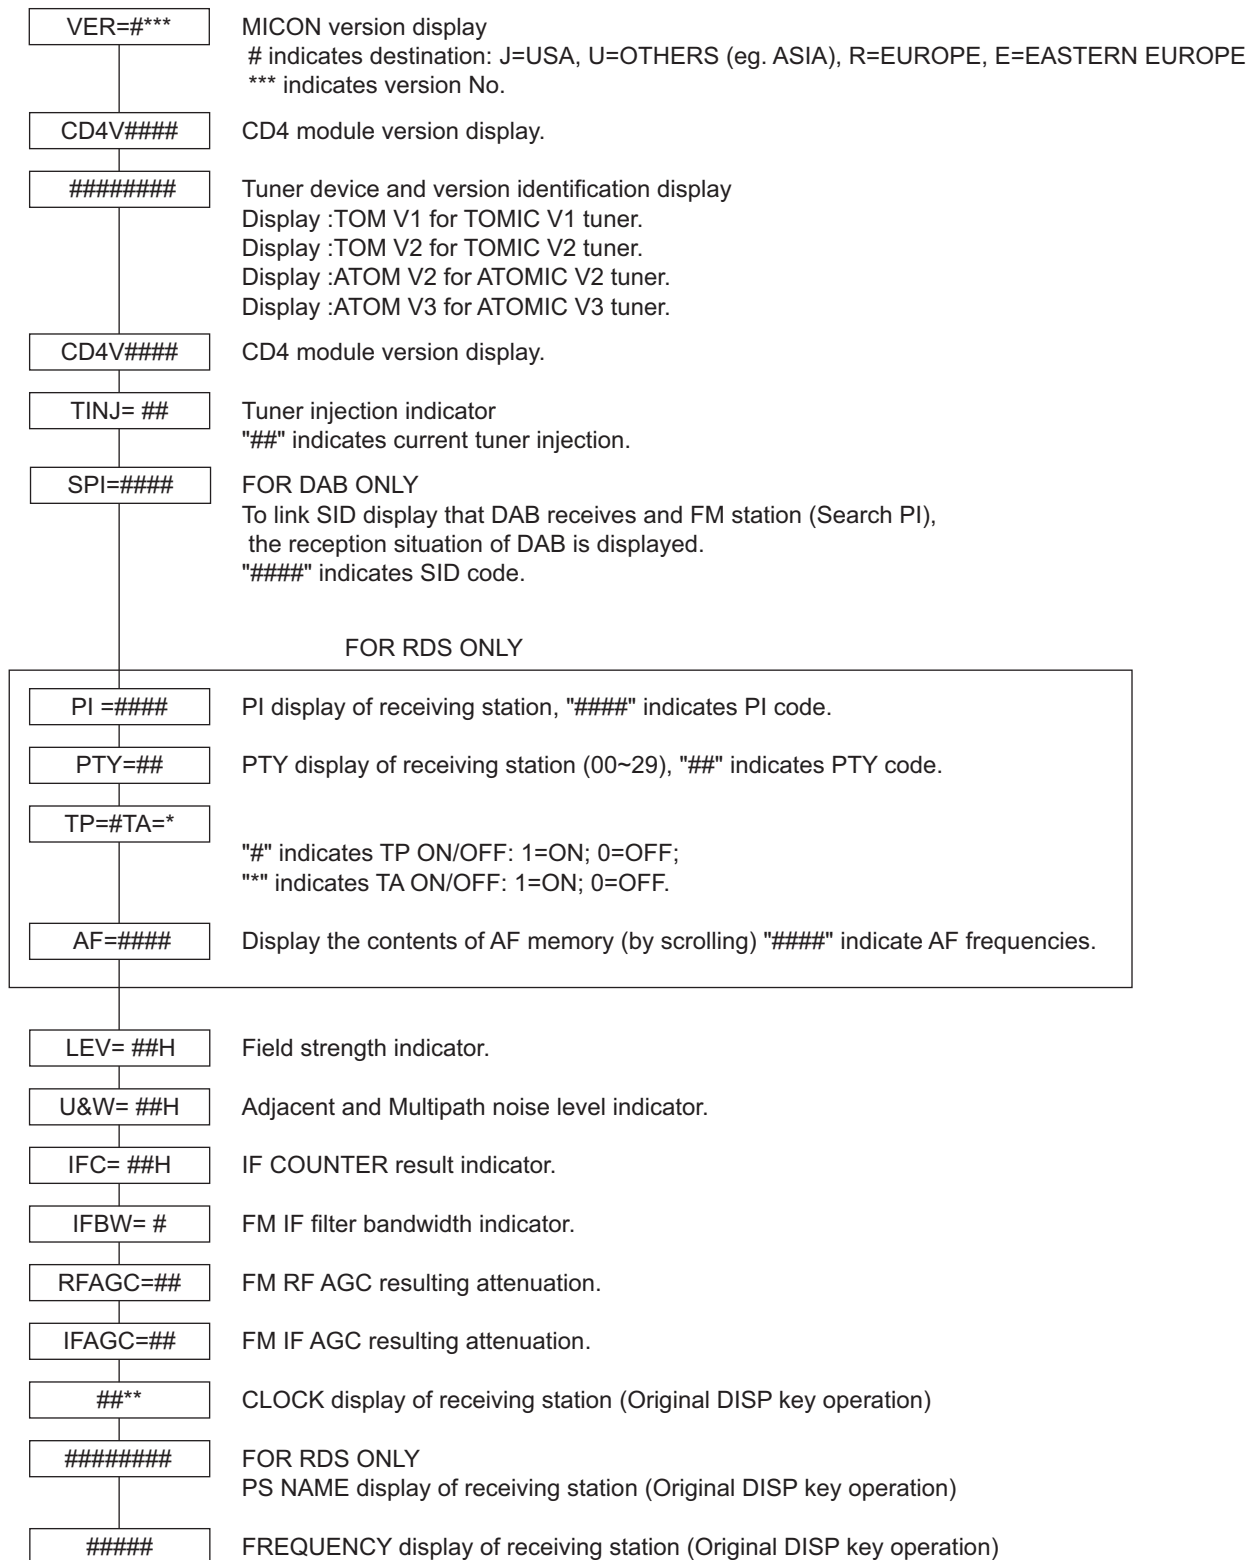 VER=#*** MICON version display
# indicates destination: J=USA, U=OTHERS (eg. ASIA), R=EUROPE, E=EASTERN EUROPE
*** indicates version No.
CD4V#### CD4 module version display.
######## Tuner device and version identification display
Display :TOM V1 for TOMIC V1 tuner.
Display :TOM V2 for TOMIC V2 tuner.
Display :ATOM V2 for ATOMIC V2 tuner.
Display :ATOM V3 for ATOMIC V3 tuner.
CD4V#### CD4 module version display.
TINJ= ## Tuner injection indicator
"##" indicates current tuner injection.
SPI=#### FOR DAB ONLY
To link SID display that DAB receives and FM station (Search PI),
the reception situation of DAB is displayed.
"####" indicates SID code.
FOR RDS ONLY
PI =#### PI display of receiving station, "####" indicates PI code.
PTY=## PTY display of receiving station (00~29), "##" indicates PTY code.
TP=#TA=*
"#" indicates TP ON/OFF: 1=ON; 0=OFF;
"*" indicates TA ON/OFF: 1=ON; 0=OFF.
AF=#### Display the contents of AF memory (by scrolling) "####" indicate AF frequencies.
LEV= ##H Field strength indicator.
U&W= ##H Adjacent and Multipath noise level indicator.
IFC= ##H IF COUNTER result indicator.
IFBW= # FM IF filter bandwidth indicator.
RFAGC=## FM RF AGC resulting attenuation.
IFAGC=## FM IF AGC resulting attenuation.
##** CLOCK display of receiving station (Original DISP key operation)
######## FOR RDS ONLY
PS NAME display of receiving station (Original DISP key operation)
##### FREQUENCY display of receiving station (Original DISP key operation)